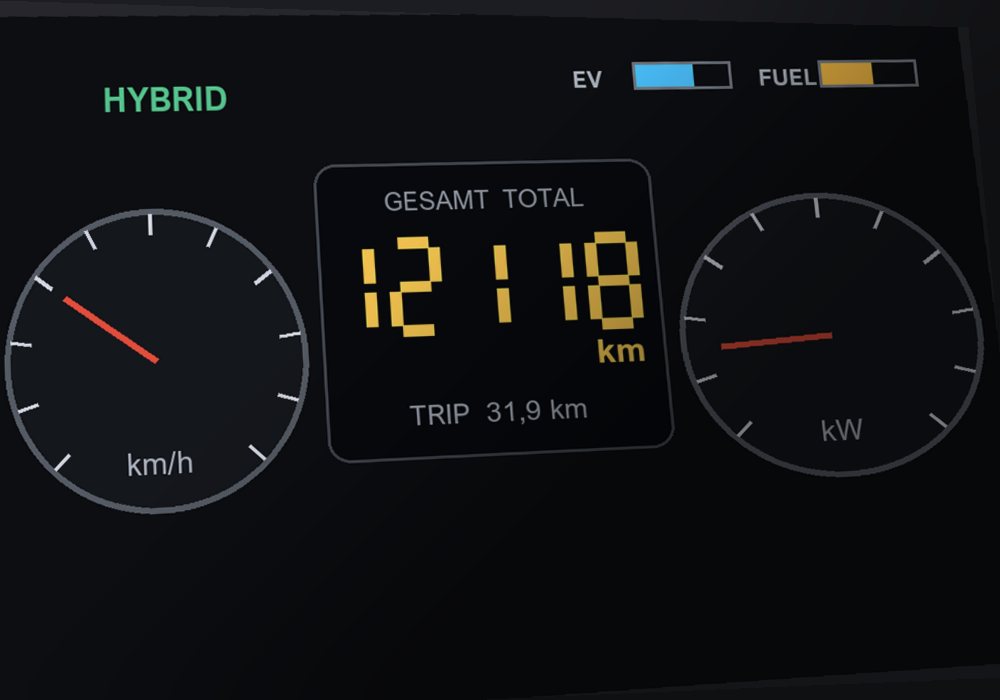 HYBRID
EV FUEL
GESAMT TOTAL
12118
km
TRIP 31,9 km
km/h
kW